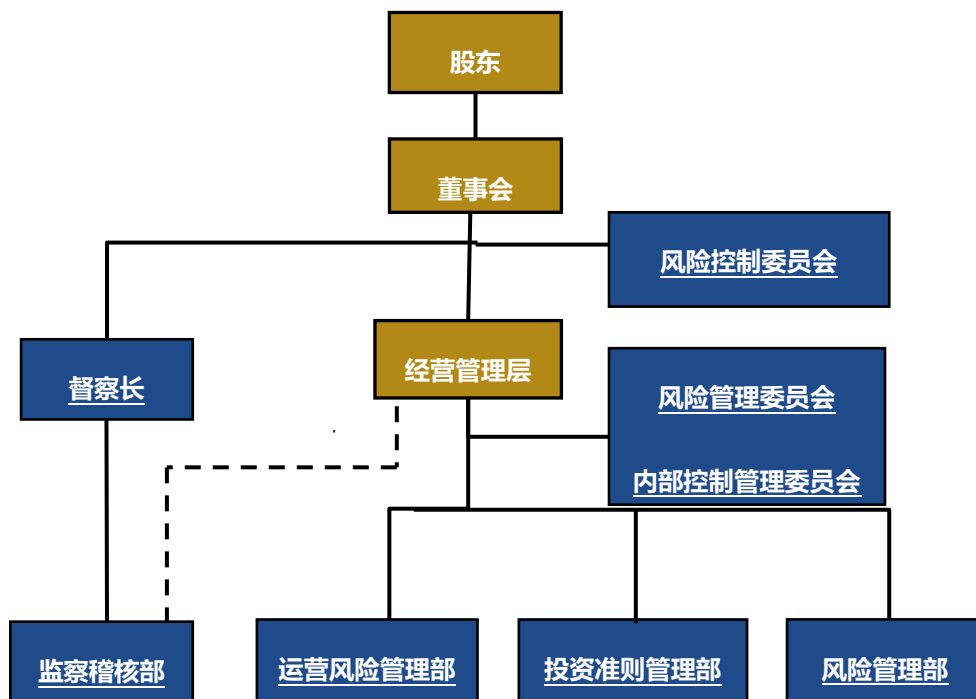 股东
董事会
风险控制委员会
督察长
经营管理层
风险管理委员会
内部控制管理委员会
监察稽核部
运营风险管理部
投资准则管理部
风险管理部